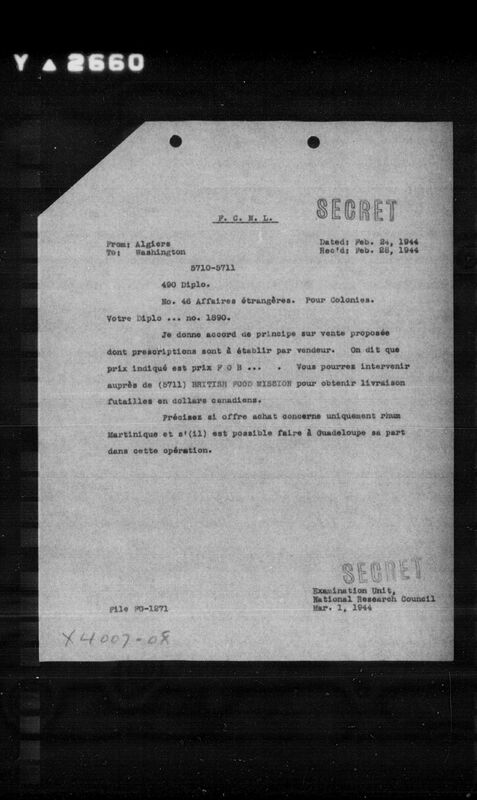 Y ▲ 2660
SECRET
F. C. N. L.
From: Algiers Dated: Feb. 24, 1944
To: Washington Rec'd: Feb. 28, 1944
5710-5711
490 Diplo.
No. 46 Affaires étrangères. Pour Colonies.
Votre Diplo ... no. 1890.
Je donne accord de principe sur vente proposée
dont prescriptions sont à établir par vendeur. On dit que
prix indiqué est prix F O B ... . Vous pourrez intervenir
auprès de (5711) BRITISH FOOD MISSION pour obtenir livraison
futailles en dollars canadiens.
Précisez si offre achat concerne uniquement rhum
Martinique et s'(il) est possible faire à Guadeloupe sa part
dans cette opération.
SECRET
Examination Unit,
National Research Council
File FG-1271 Mar. 1, 1944
X4007-08